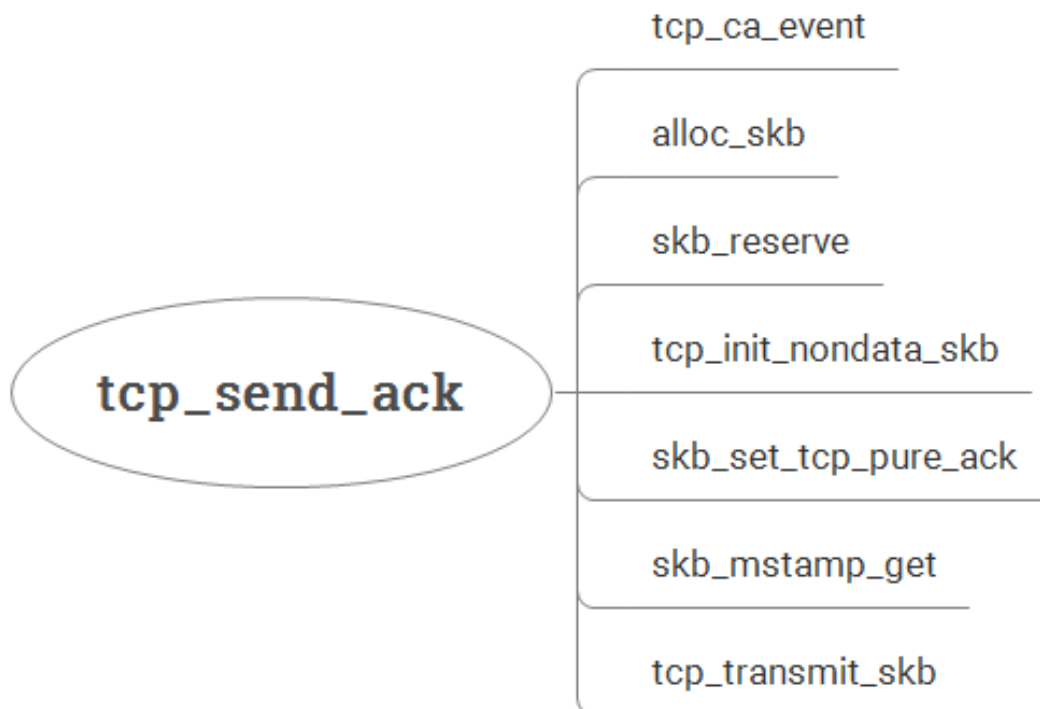 tcp_ca_event
alloc_skb
skb_reserve
tcp_init_nondata_skb
tcp_send_ack
skb_set_tcp_pure_ack
skb_mstamp_get
tcp_transmit_skb